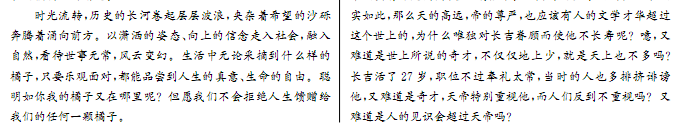 时光流转,历史的长河卷起层层波浪,夹杂着希望的沙砾
奔腾着涌向前方。以潇洒的姿态、向上的信念走入社会,融入
自然,看待世事无常,风云变幻。生活中无论采摘到什么样的
橘子,只要乐观面对,都能品尝到人生的真意、生命的自由。聪
明如你我的橘子又在哪里呢?但愿我们不会拒绝人生馈赠给
我们的任何一颗橘子。
实如此,那么天的高远,帝的尊严,也应该有人的文学才华超过
这个世上的,为什么唯独对长吉眷顾而使他不长寿呢?噫,又
难道是世上所说的奇才,不仅仅地上少,就是天上也不多吗?
长吉活了27岁,职位不过奉礼太常,当时的人也多排挤诽谤
他,又难道是奇才,天帝特别重视他,而人们反到不重视吗?又
难道是人的见识会超过天帝吗?